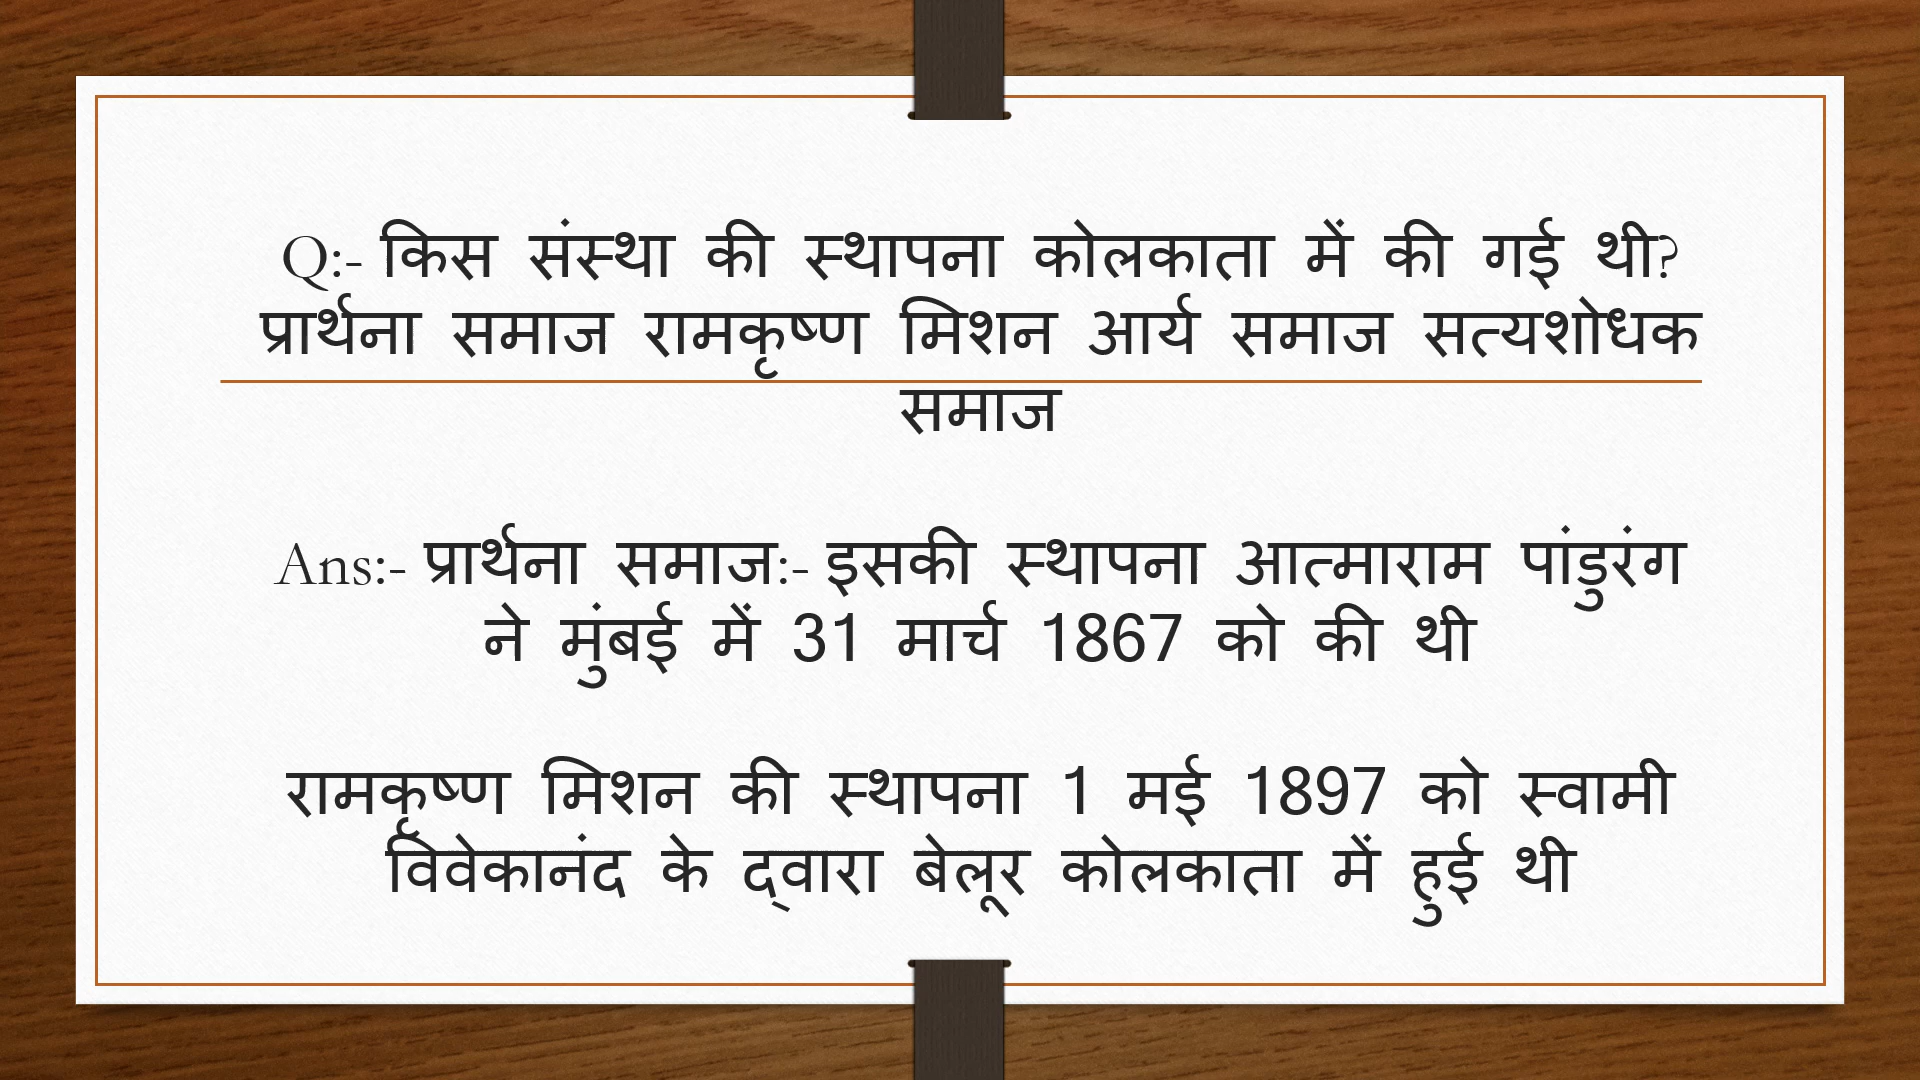 Q:- किस संस्था की स्थापना कोलकाता में की गई थी?
प्रार्थना समाज रामकृष्ण मिशन आर्य समाज सत्यशोधक
समाज
Ans:- प्रार्थना समाज:- इसकी स्थापना आत्माराम पांडुरंग
ने मुंबई में 31 मार्च 1867 को की थी
रामकृष्ण मिशन की स्थापना 1 मई 1897 को स्वामी
विवेकानंद के द्वारा बेलूर कोलकाता में हुई थी